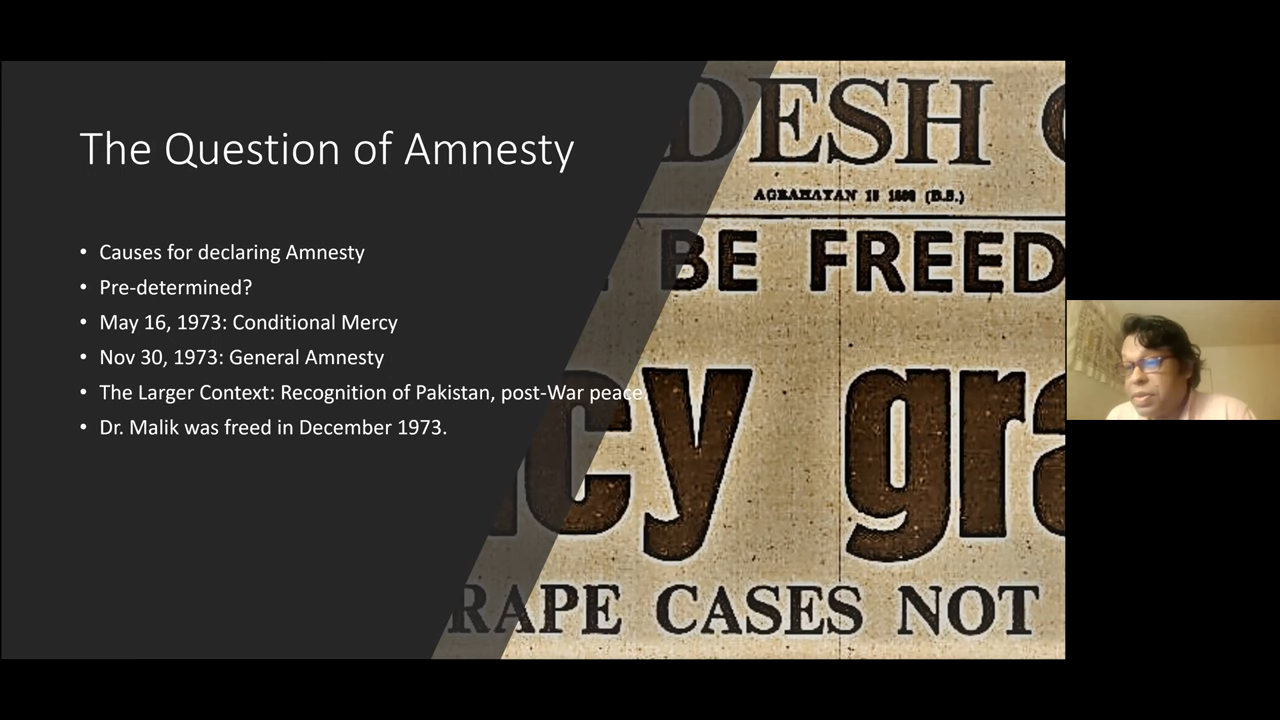 The Question of Amnesty
• Causes for declaring Amnesty
• Pre-determined?
• May 16, 1973: Conditional Mercy
• Nov 30, 1973: General Amnesty
• The Larger Context: Recognition of Pakistan, post-War peace.
• Dr. Malik was freed in December 1973.
DESH
AGRAHAYAN 15 (B.S.)
BE FREED
cy gra
RAPE CASES NOT